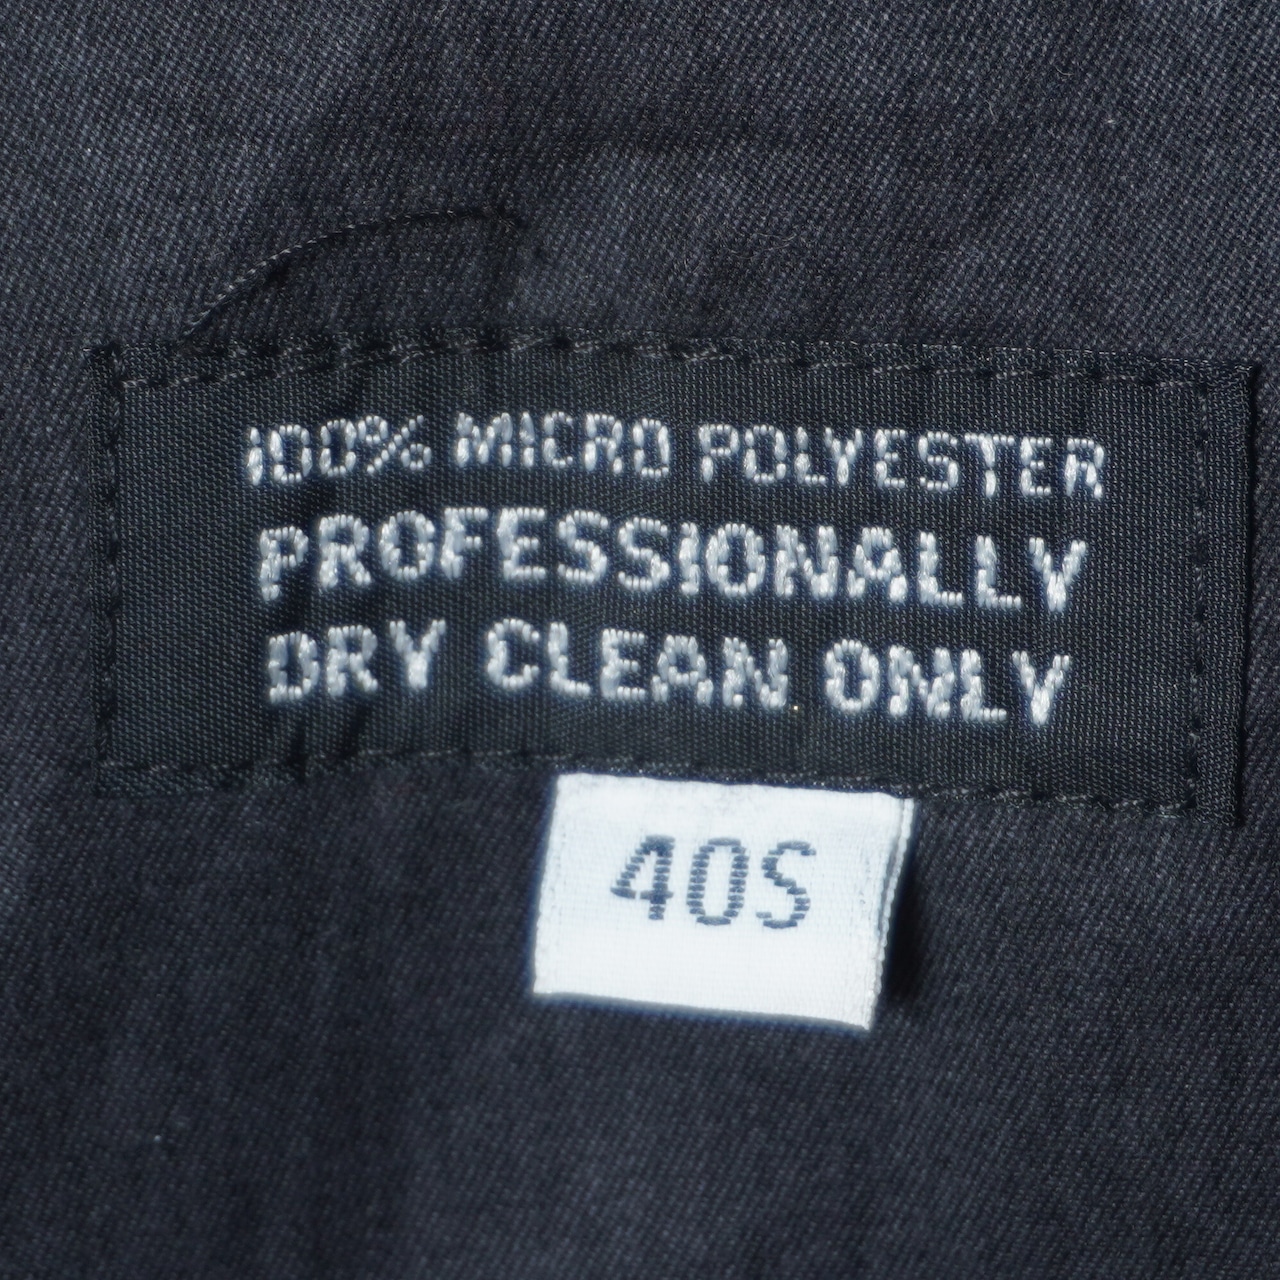 100% MICRO POLYESTER
PROFESSIONALLY
DRY CLEAN ONLY
40S